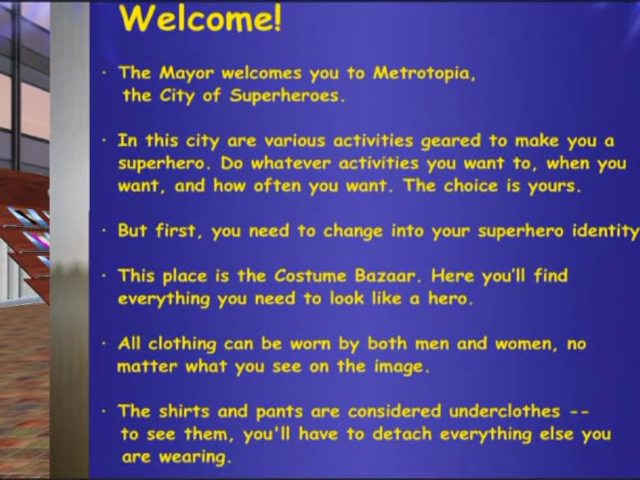 Welcome!
· The Mayor welcomes you to Metrotopia,
the City of Superheroes.
· In this city are various activities geared to make you a
superhero. Do whatever activities you want to, when you
want, and how often you want. The choice is yours.
· But first, you need to change into your superhero identity
· This place is the Costume Bazaar. Here you'll find
everything you need to look like a hero.
· All clothing can be worn by both men and women, no
matter what you see on the image.
· The shirts and pants are considered underclothes --
to see them, you'll have to detach everything else you
are wearing.